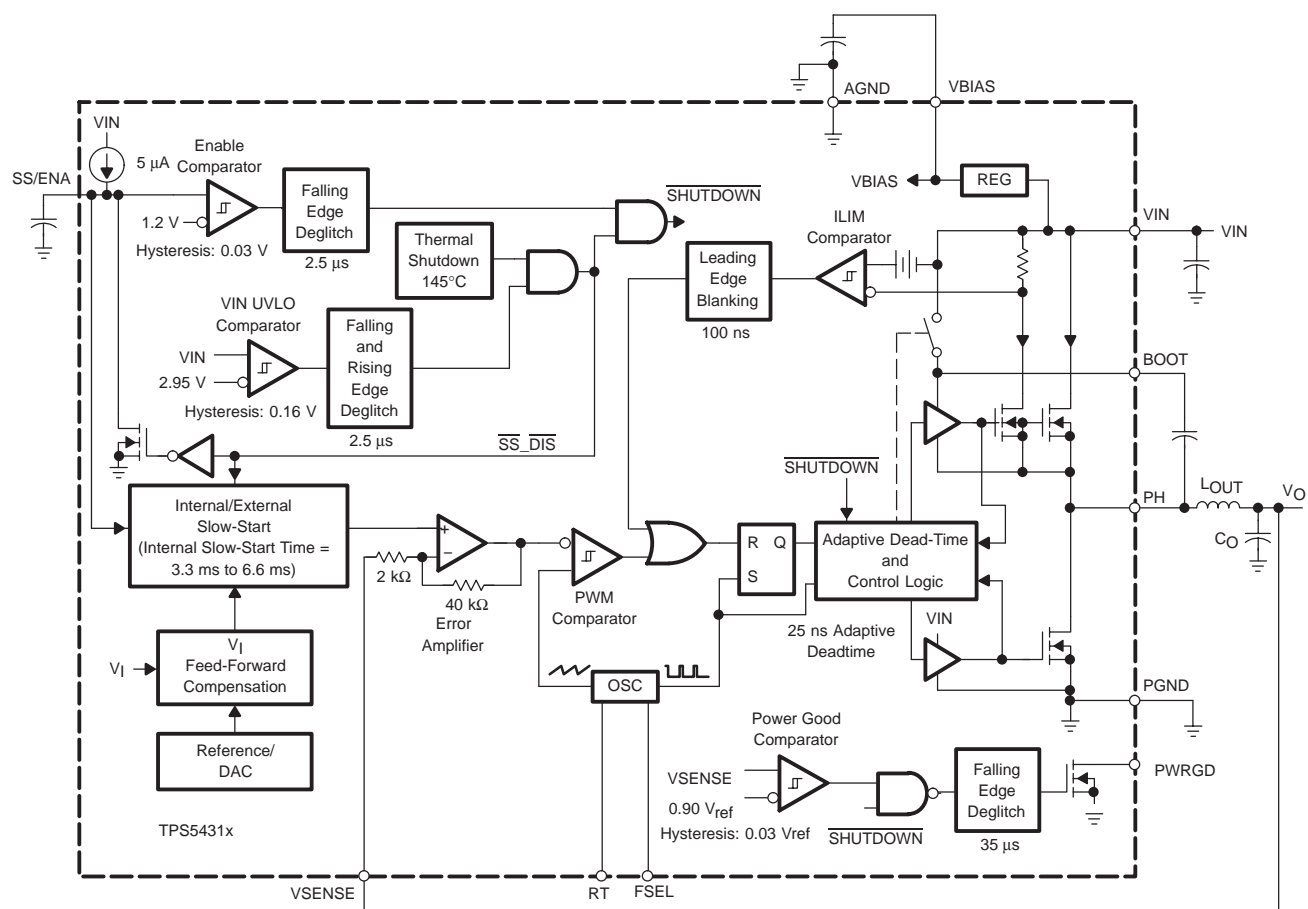 AGND
VBIAS
VIN
5 µA
Enable
Comparator
SS/ENA
1.2 V
Hysteresis: 0.03 V
Falling
Edge
Deglitch
2.5 µs
SHUTDOWN
VBIAS
REG
Thermal
Shutdown
145°C
ILIM
Comparator
Leading
Edge
Blanking
100 ns
VIN
VIN
VIN UVLO
Comparator
VIN
2.95 V
Hysteresis: 0.16 V
Falling
and
Rising
Edge
Deglitch
2.5 µs
BOOT
SS_DIS
SHUTDOWN
Internal/External
Slow-Start
(Internal Slow-Start Time =
3.3 ms to 6.6 ms)
+
−
2 kΩ
40 kΩ
Error
Amplifier
PWM
Comparator
R Q
S
Adaptive Dead-Time
and
Control Logic
25 ns Adaptive
Deadtime
VIN
PH
LOUT
VO
CO
VI
VI
Feed-Forward
Compensation
OSC
PGND
Reference/
DAC
Power Good
Comparator
VSENSE
0.90 Vref
Hysteresis: 0.03 Vref
SHUTDOWN
Falling
Edge
Deglitch
35 µs
PWRGD
TPS5431x
VSENSE
RT
FSEL